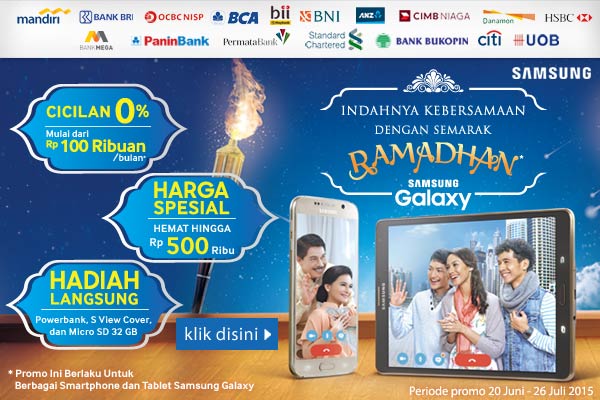 mandiri BANK BRI OCBC NISP BCA bii Maybank BNI ANZ CIMB NIAGA Danamon HSBC
BANK MEGA PaninBank PermataBank Standard Chartered BANK BUKOPIN citi UOB
SAMSUNG
INDAHNYA KEBERSAMAAN
DENGAN SEMARAK
RAMADHAN*
SAMSUNG
Galaxy
CICILAN 0%
Mulai dari
Rp 100 Ribuan
/bulan*
HARGA
SPESIAL
HEMAT HINGGA
Rp 500 Ribu
HADIAH
LANGSUNG
Powerbank, S View Cover,
dan Micro SD 32 GB
klik disini
SAMSUNG
SAMSUNG
* Promo Ini Berlaku Untuk
Berbagai Smartphone dan Tablet Samsung Galaxy
Periode promo 20 Juni - 26 Juli 2015